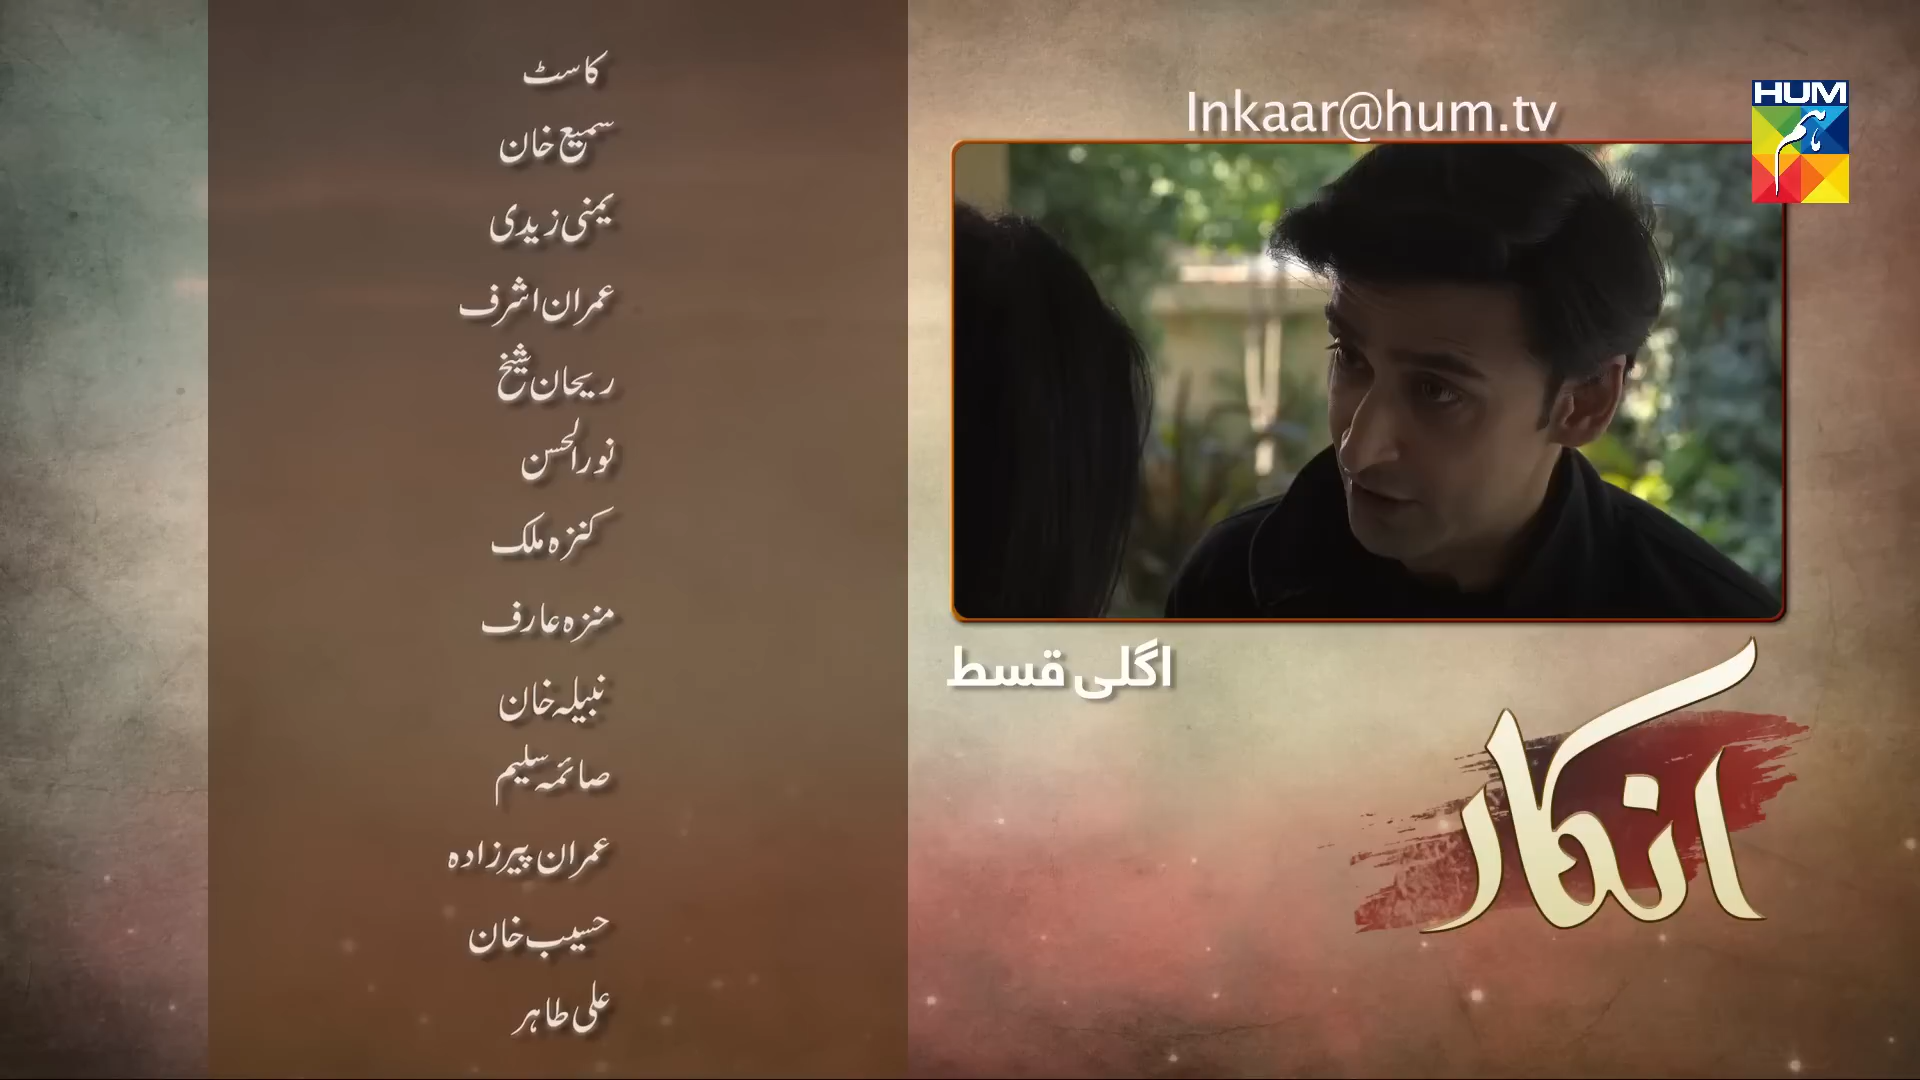 کاسٹ
سمیع خان
یمنی زیدی
عمران اشرف
ریحان شیخ
نورالحسن
کنزہ ملک
منزہ عارف
نبیلہ خان
صائمہ سلیم
عمران پیرزادہ
حسیب خان
علی طاہر
Inkaar@hum.tv
HUM
ہم
اگلی قسط
انکار